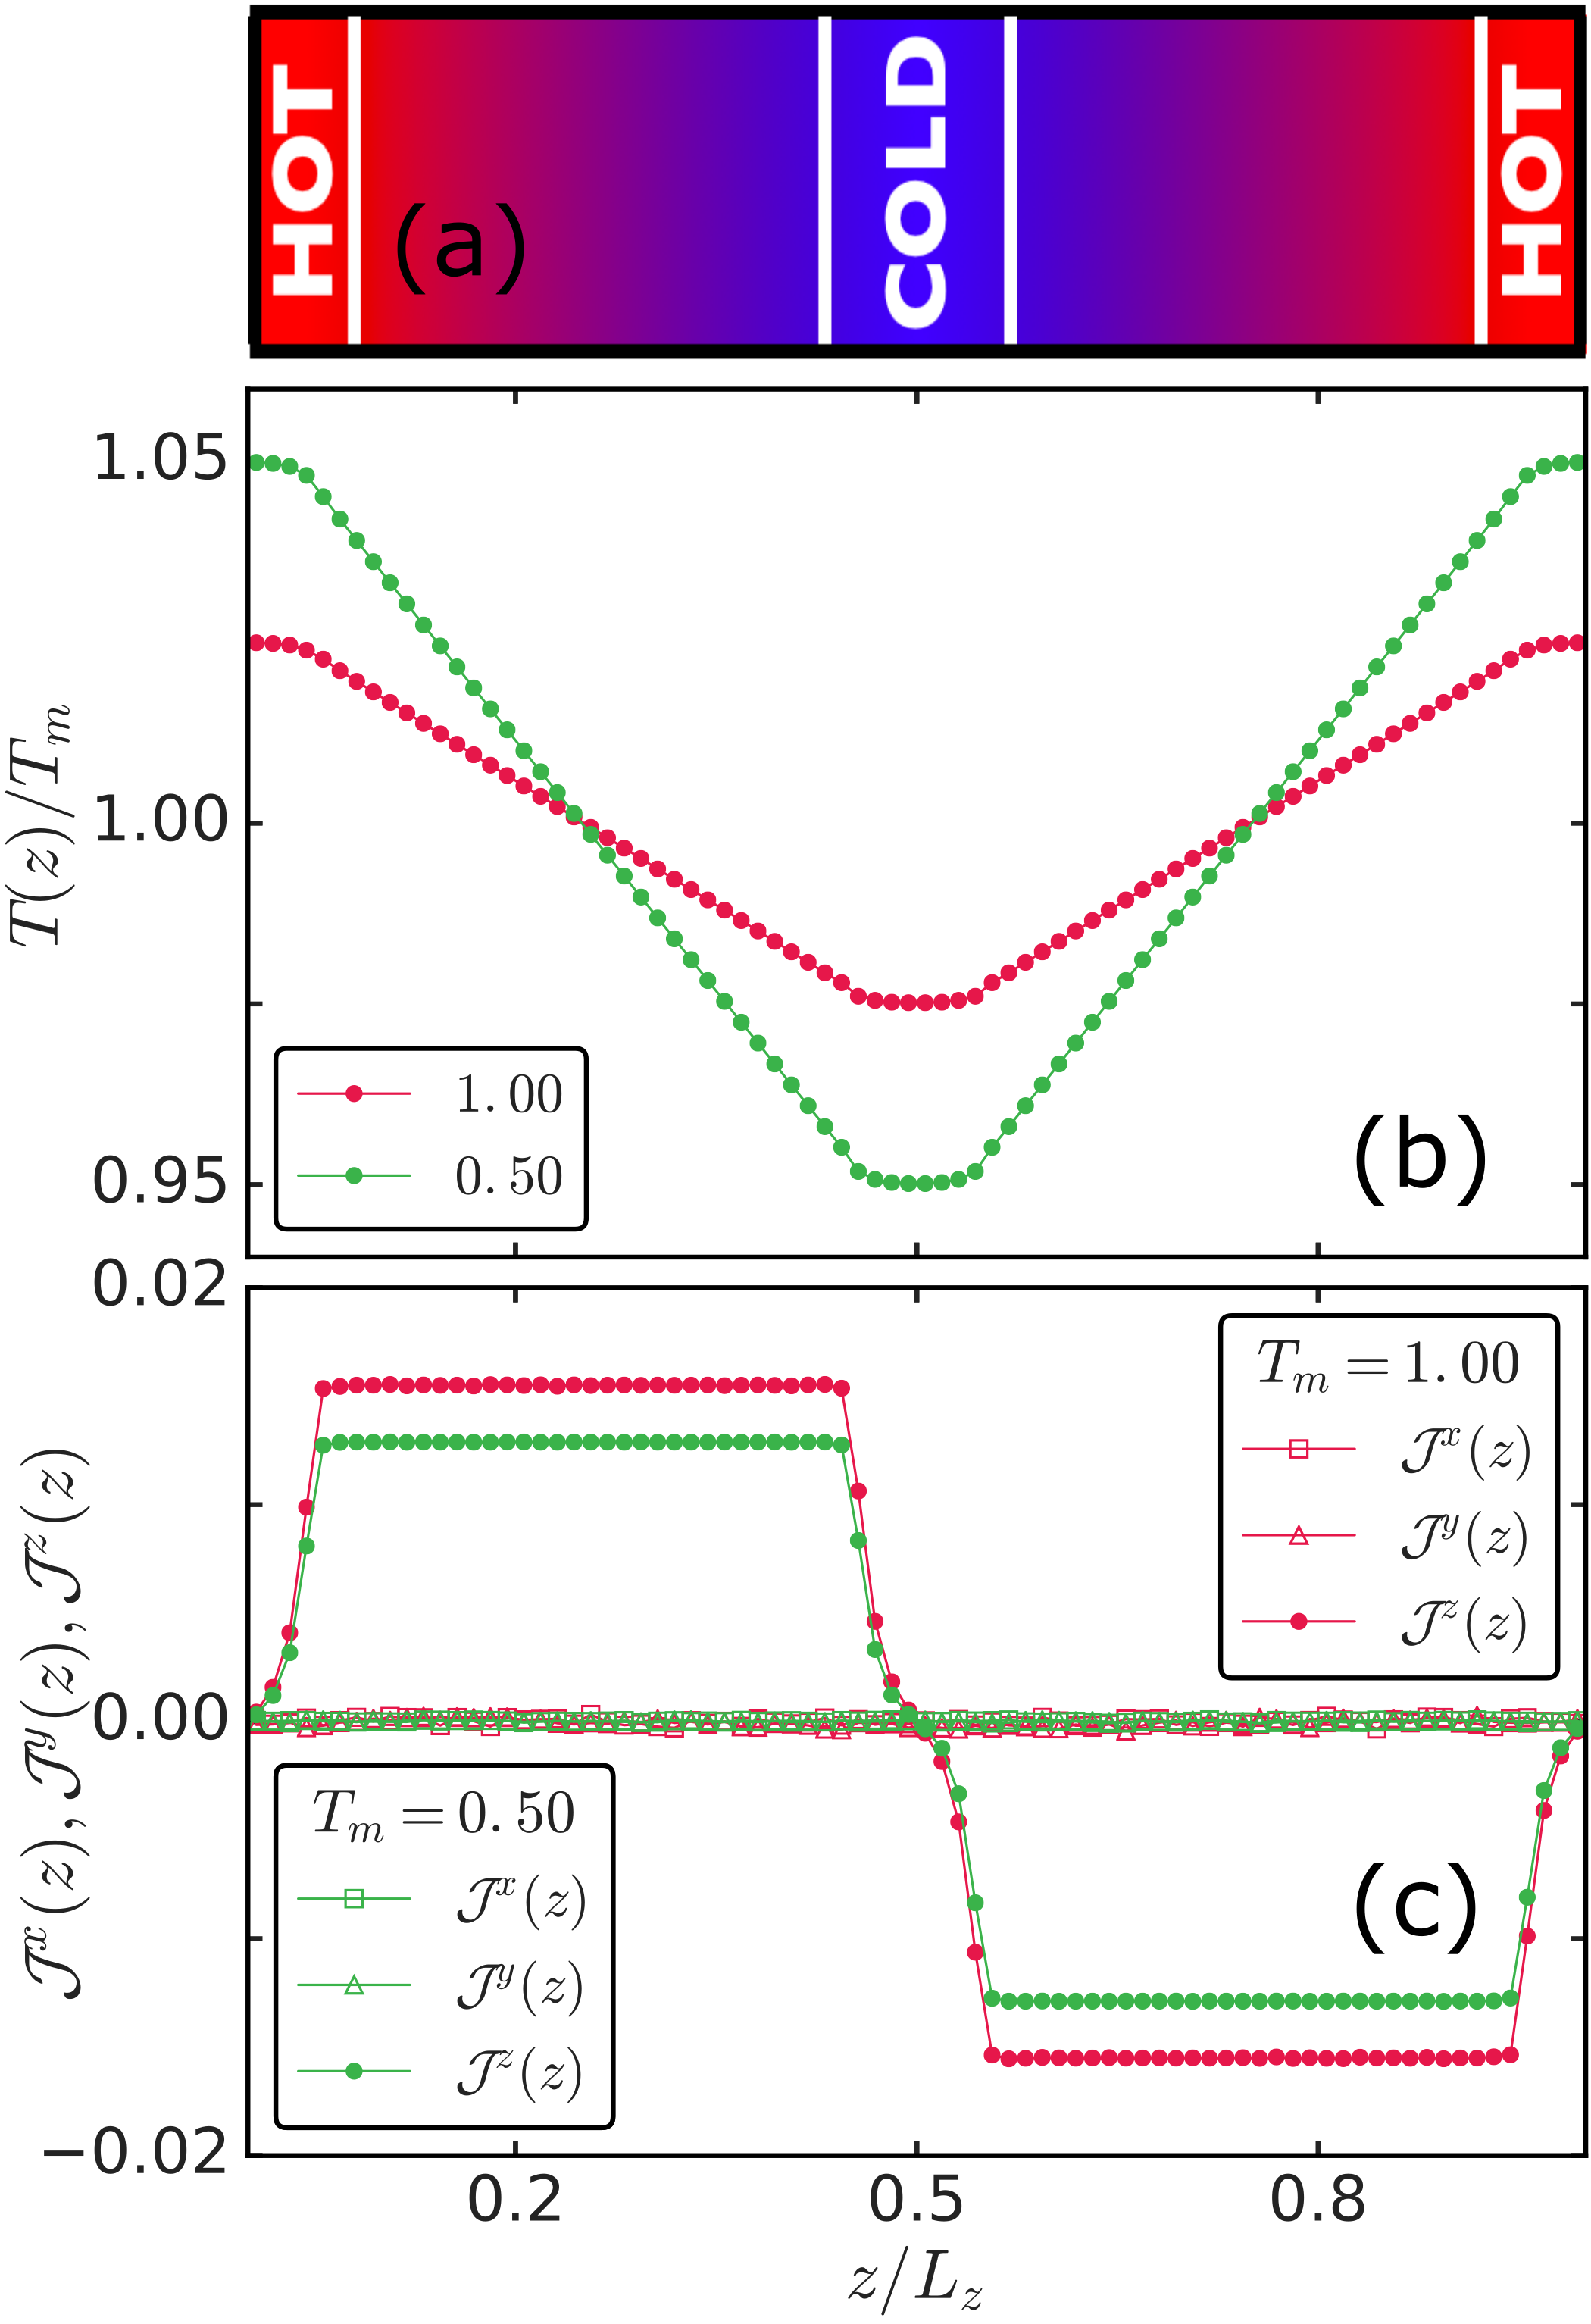 HOT
(a)
COLD
HOT
1.05
1.00
0.95
T(z)/T_m
1.00
0.50
(b)
0.02
0.00
−0.02
𝒥^x(z), 𝒥^y(z), 𝒥^z(z)
T_m = 1.00
𝒥^x(z)
𝒥^y(z)
𝒥^z(z)
T_m = 0.50
𝒥^x(z)
𝒥^y(z)
𝒥^z(z)
(c)
0.2 0.5 0.8
z/L_z